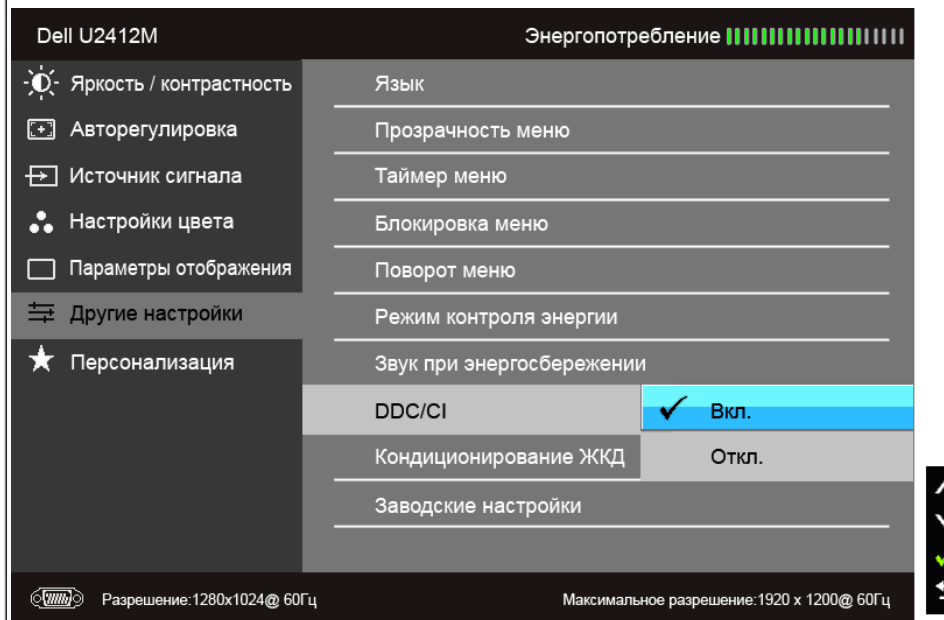 Dell U2412M Энергопотребление
Яркость / контрастность
Авторегулировка
Источник сигнала
Настройки цвета
Параметры отображения
Другие настройки
Персонализация
Язык
Прозрачность меню
Таймер меню
Блокировка меню
Поворот меню
Режим контроля энергии
Звук при энергосбережении
DDC/CI
Вкл.
Кондиционирование ЖКД
Откл.
Заводские настройки
Разрешение:1280x1024@ 60Гц Максимальное разрешение:1920 x 1200@ 60Гц